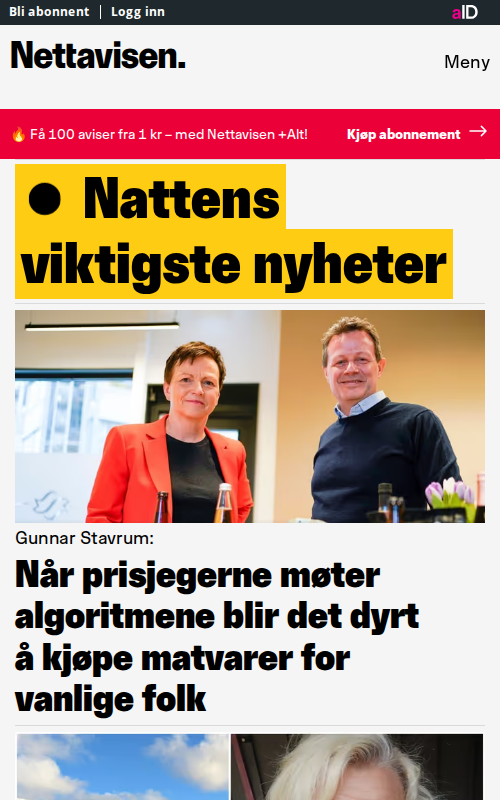 Bli abonnent | Logg inn
aID
Nettavisen.
Meny
🔥 Få 100 aviser fra 1 kr – med Nettavisen +Alt!
Kjøp abonnement →
● Nattens
viktigste nyheter
Gunnar Stavrum:
Når prisjegerne møter
algoritmene blir det dyrt
å kjøpe matvarer for
vanlige folk